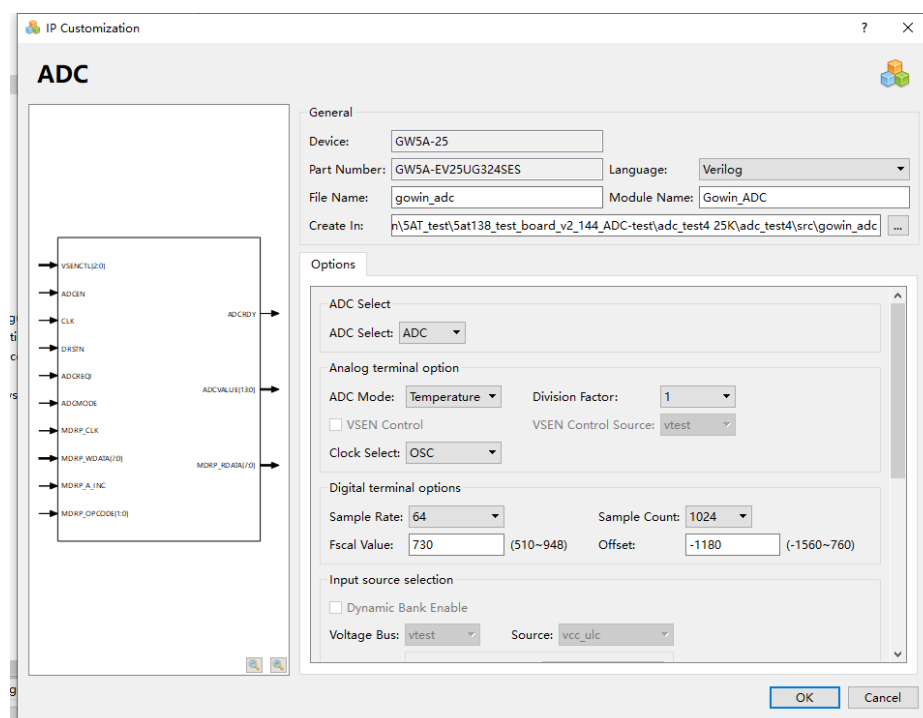 IP Customization
?
ADC
General
Device: GW5A-25
Part Number: GW5A-EV25UG324SES Language: Verilog
File Name: gowin_adc Module Name: Gowin_ADC
Create In: n\5AT_test\5at138_test_board_v2_144_ADC-test\adc_test4 25K\adc_test4\src\gowin_adc ...
Options
ADC Select
ADC Select: ADC
Analog terminal option
ADC Mode: Temperature Division Factor: 1
VSEN Control VSEN Control Source: vtest
Clock Select: OSC
Digital terminal options
Sample Rate: 64 Sample Count: 1024
Fscal Value: 730 (510~948) Offset: -1180 (-1560~760)
Input source selection
Dynamic Bank Enable
Voltage Bus: vtest Source: vcc_ulc
VSENCTL[2:0]
ADCEN
CLK
DRSTN
ADCREQI
ADCMODE
MDRP_CLK
MDRP_WDATA[7:0]
MDRP_A_INC
MDRP_OPCODE[1:0]
ADCRDY
ADCVALUE[13:0]
MDRP_RDATA[7:0]
OK Cancel